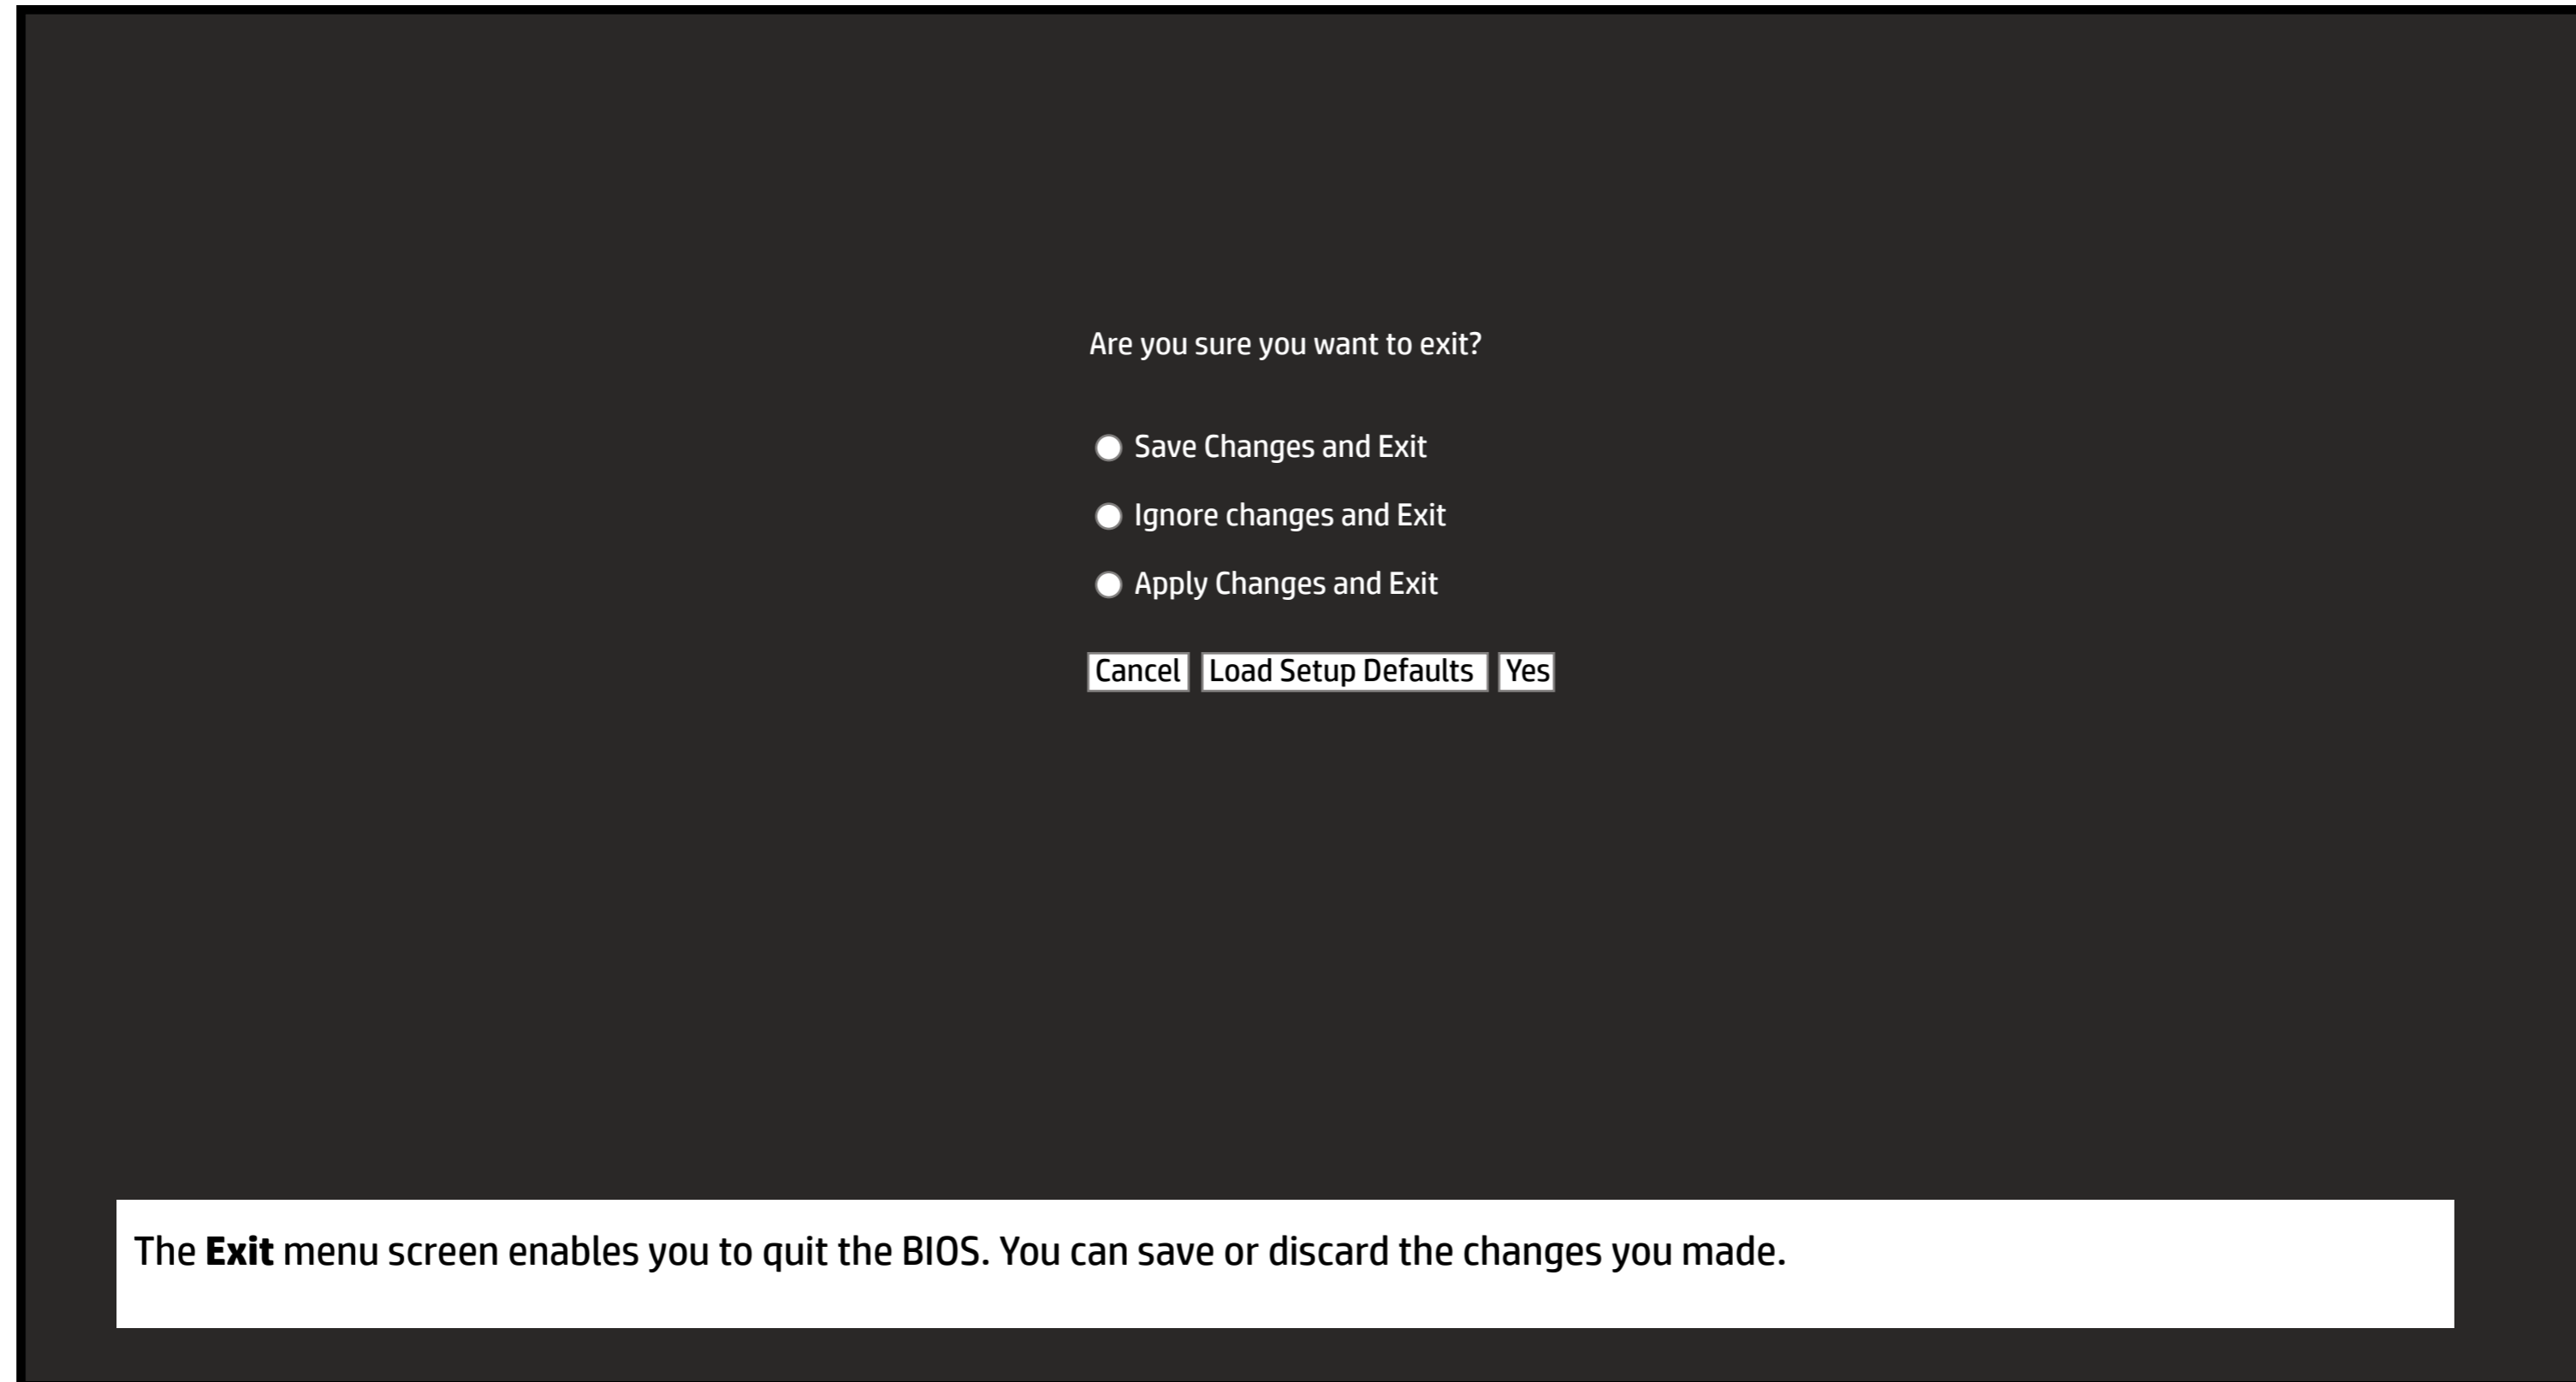 Are you sure you want to exit?
Save Changes and Exit
Ignore changes and Exit
Apply Changes and Exit
Cancel Load Setup Defaults Yes
The Exit menu screen enables you to quit the BIOS. You can save or discard the changes you made.